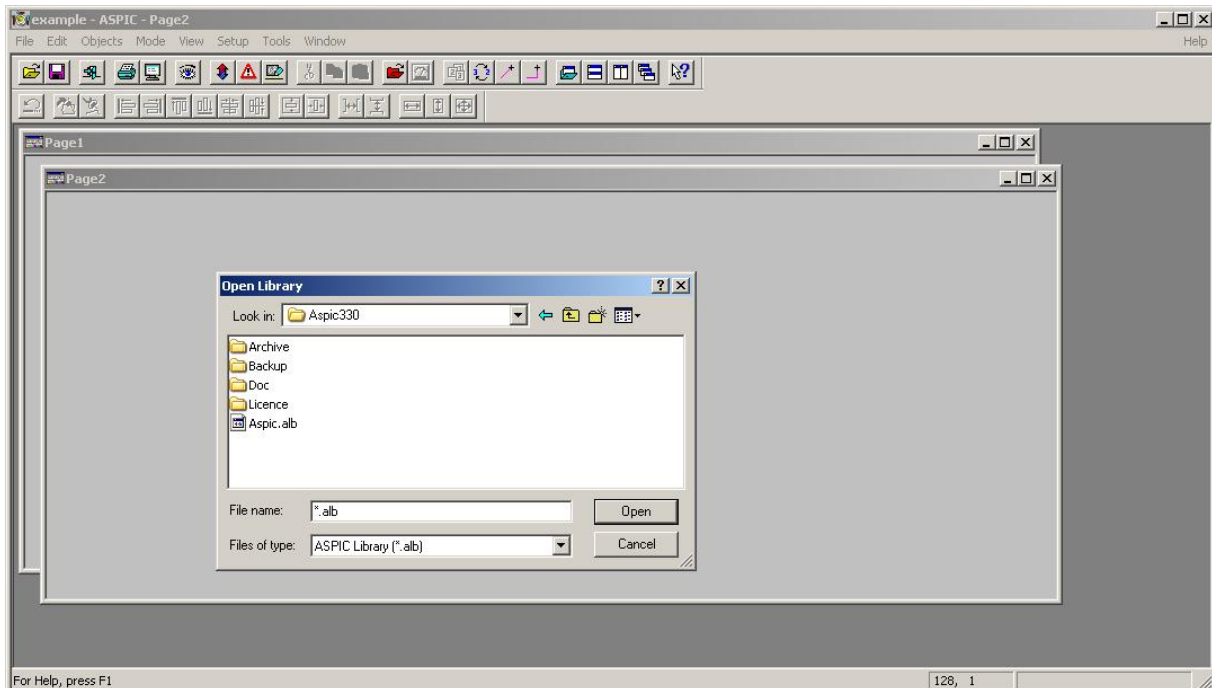 example - ASPIC - Page2
File Edit Objects Mode View Setup Tools Window Help
Page1
Page2
Open Library
Look in: Aspic330
Archive
Backup
Doc
Licence
Aspic.alb
File name: *.alb Open
Files of type: ASPIC Library (*.alb) Cancel
For Help, press F1 128, 1